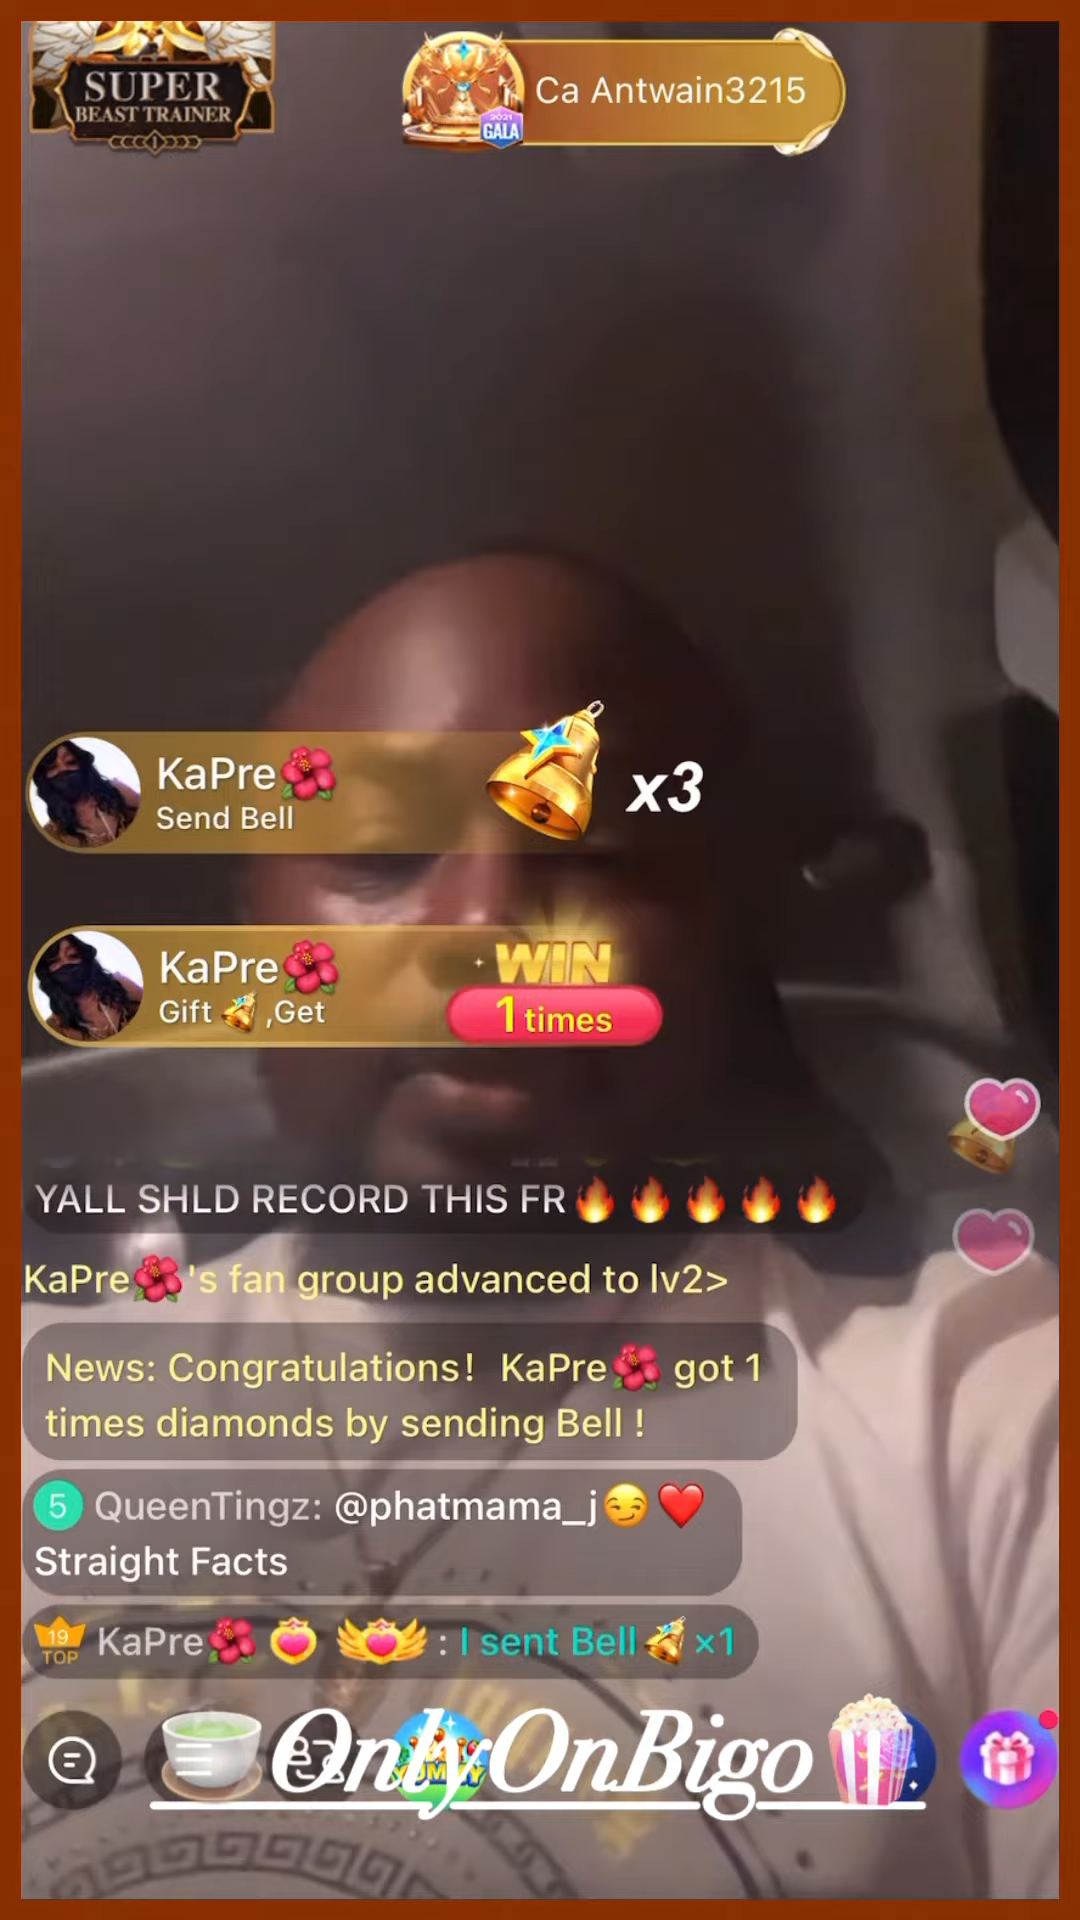 SUPER
BEAST TRAINER
2021
GALA
Ca Antwain3215
KaPre🌺
Send Bell
x3
KaPre🌺
Gift 🔔,Get
WIN
1 times
YALL SHLD RECORD THIS FR🔥🔥🔥🔥🔥
KaPre🌺's fan group advanced to lv2>
News: Congratulations! KaPre🌺 got 1
times diamonds by sending Bell !
5 QueenTingz: @phatmama_j😏❤️
Straight Facts
19
TOP
KaPre🌺 : I sent Bell🔔×1
OnlyOnBigo